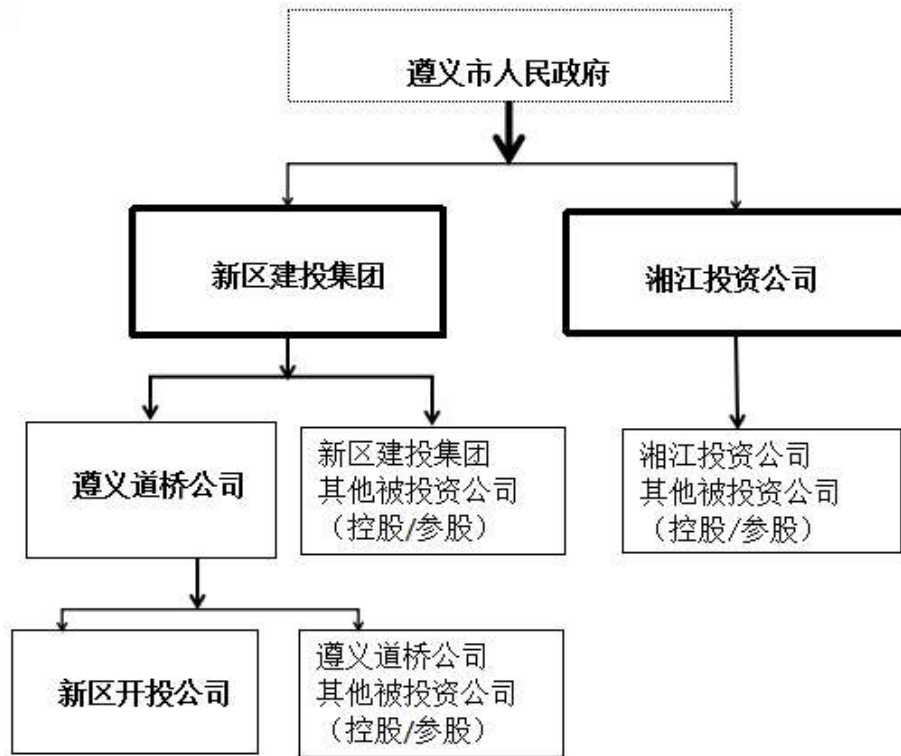 遵义市人民政府
新区建投集团
湘江投资公司
遵义道桥公司
新区建投集团
其他被投资公司
（控股/参股）
湘江投资公司
其他被投资公司
（控股/参股）
新区开投公司
遵义道桥公司
其他被投资公司
（控股/参股）